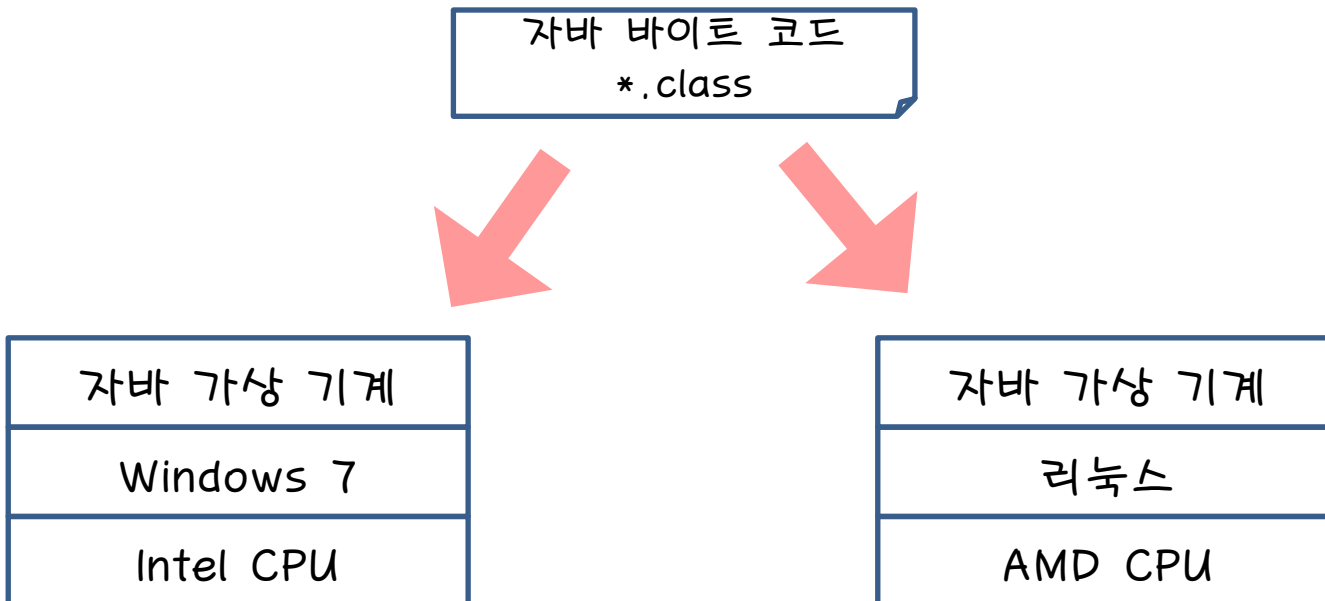 자바 바이트 코드
*.class
자바 가상 기계
Windows 7
Intel CPU
자바 가상 기계
리눅스
AMD CPU